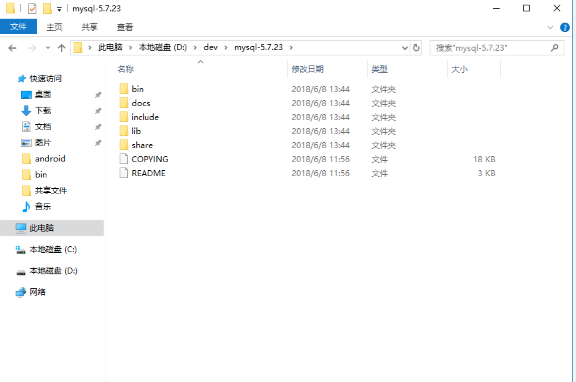 mysql-5.7.23
文件 主页 共享 查看
此电脑 本地磁盘 (D:) dev mysql-5.7.23 搜索"mysql-5.7.23"
名称 修改日期 类型 大小
快速访问
桌面
下载
文档
图片
android
bin
共享文件
音乐
此电脑
本地磁盘 (C:)
本地磁盘 (D:)
网络
bin 2018/6/8 13:44 文件夹
docs 2018/6/8 13:44 文件夹
include 2018/6/8 13:44 文件夹
lib 2018/6/8 13:44 文件夹
share 2018/6/8 13:44 文件夹
COPYING 2018/6/8 11:56 文件 18 KB
README 2018/6/8 11:56 文件 3 KB